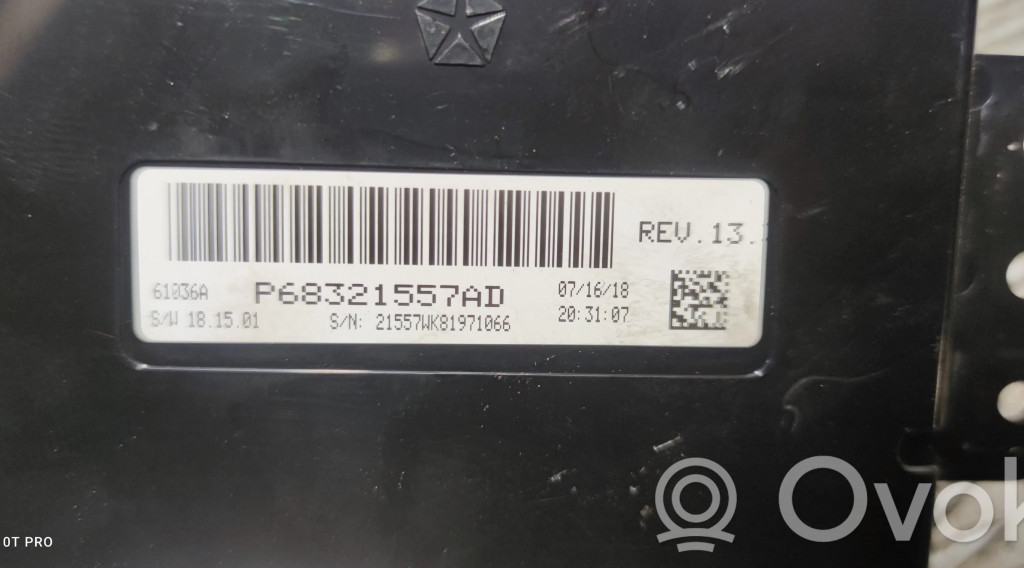 REV.13.
61036A P68321557AD 07/16/18
S/W 18.15.01 S/N: 21557WK81971066 20:31:07
© Ovok
0T PRO